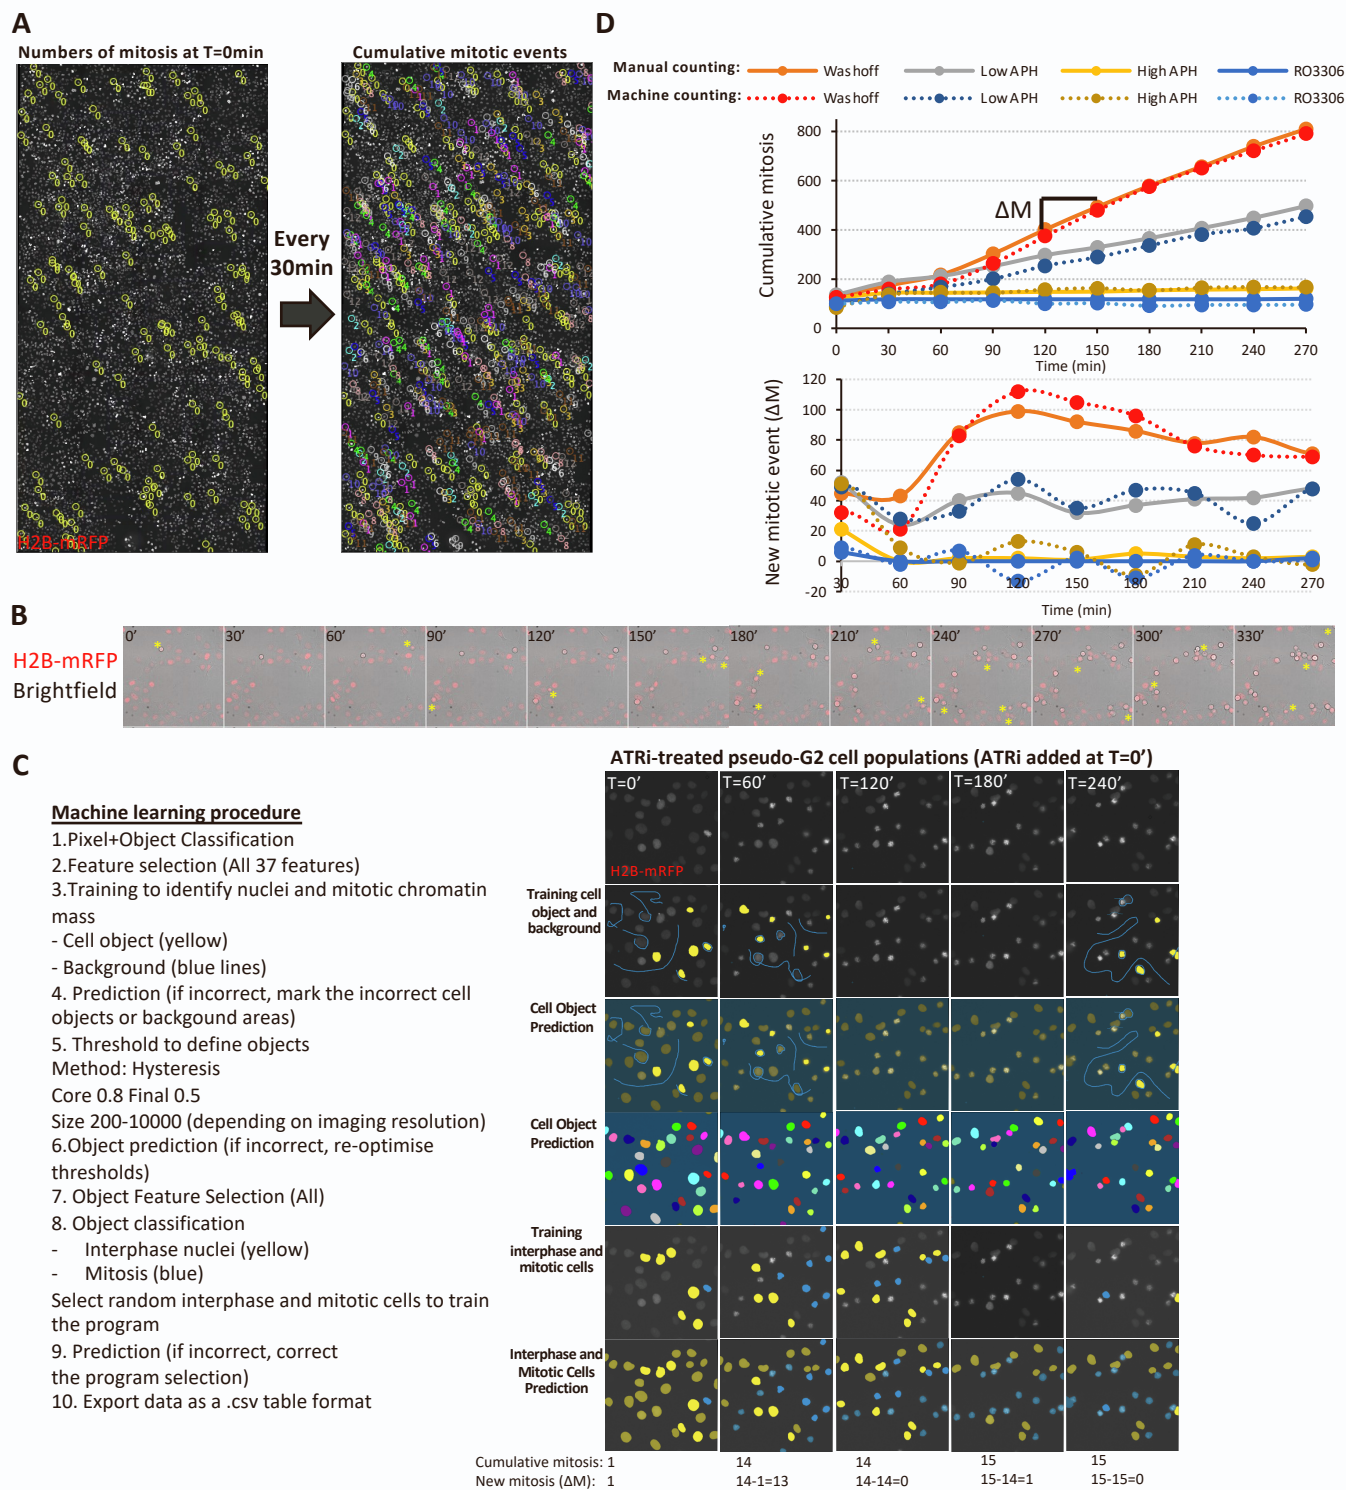 A
Numbers of mitosis at T=0min
Cumulative mitotic events
Every
30min
H2B-mRFP
D
Manual counting: Washoff Low APH High APH RO3306
Machine counting: Washoff Low APH High APH RO3306
Cumulative mitosis
800
600
400
200
0
ΔM
0 30 60 90 120 150 180 210 240 270
Time (min)
New mitotic event (ΔM)
120
100
80
60
40
20
0
-20
30 60 90 120 150 180 210 240 270
Time (min)
B
H2B-mRFP
Brightfield
0’ 30’ 60’ 90’ 120’ 150’ 180’ 210’ 240’ 270’ 300’ 330’
C
Machine learning procedure
1.Pixel+Object Classification
2.Feature selection (All 37 features)
3.Training to identify nuclei and mitotic chromatin
mass
- Cell object (yellow)
- Background (blue lines)
4. Prediction (if incorrect, mark the incorrect cell
objects or backgound areas)
5. Threshold to define objects
Method: Hysteresis
Core 0.8 Final 0.5
Size 200-10000 (depending on imaging resolution)
6.Object prediction (if incorrect, re-optimise
thresholds)
7. Object Feature Selection (All)
8. Object classification
- Interphase nuclei (yellow)
- Mitosis (blue)
Select random interphase and mitotic cells to train
the program
9. Prediction (if incorrect, correct
the program selection)
10. Export data as a .csv table format
ATRi-treated pseudo-G2 cell populations (ATRi added at T=0’)
T=0’ T=60’ T=120’ T=180’ T=240’
H2B-mRFP
Training cell
object and
background
Cell Object
Prediction
Cell Object
Prediction
Training
interphase and
mitotic cells
Interphase and
Mitotic Cells
Prediction
Cumulative mitosis: 1 14 14 15 15
New mitosis (ΔM): 1 14-1=13 14-14=0 15-14=1 15-15=0